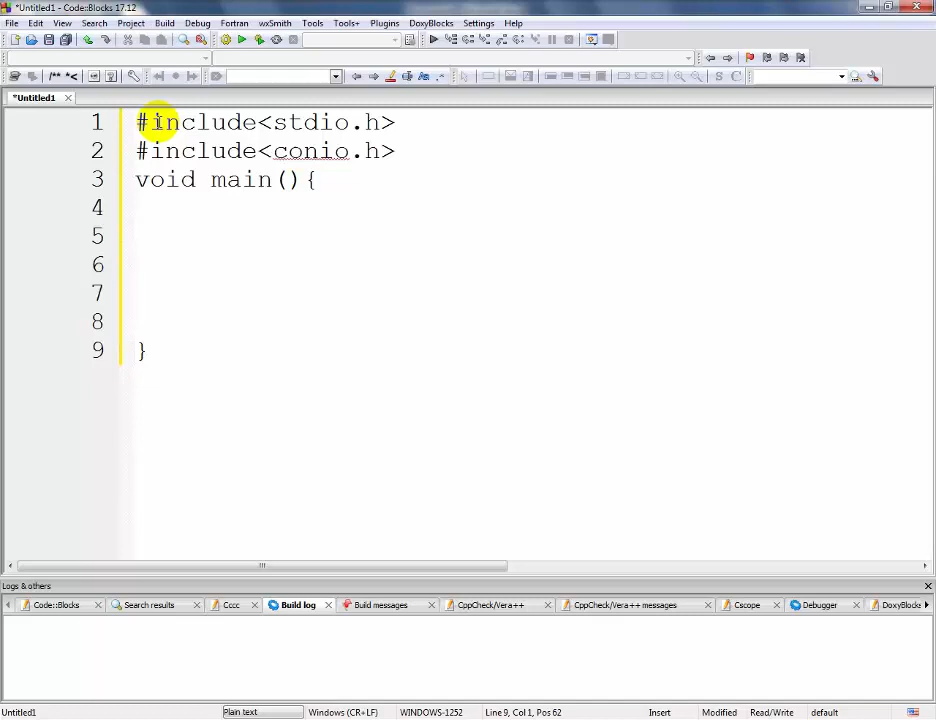 *Untitled1 - Code::Blocks 17.12
File Edit View Search Project Build Debug Fortran wxSmith Tools Tools+ Plugins DoxyBlocks Settings Help
/** *<
S C
*Untitled1
1 #include<stdio.h>
2 #include<conio.h>
3 void main(){
4
5
6
7
8
9 }
Logs & others
Code::Blocks Search results Cccc Build log Build messages CppCheck/Vera++ CppCheck/Vera++ messages Cscope Debugger DoxyBlocks
Untitled1 Plain text Windows (CR+LF) WINDOWS-1252 Line 9, Col 1, Pos 62 Insert Modified Read/Write default